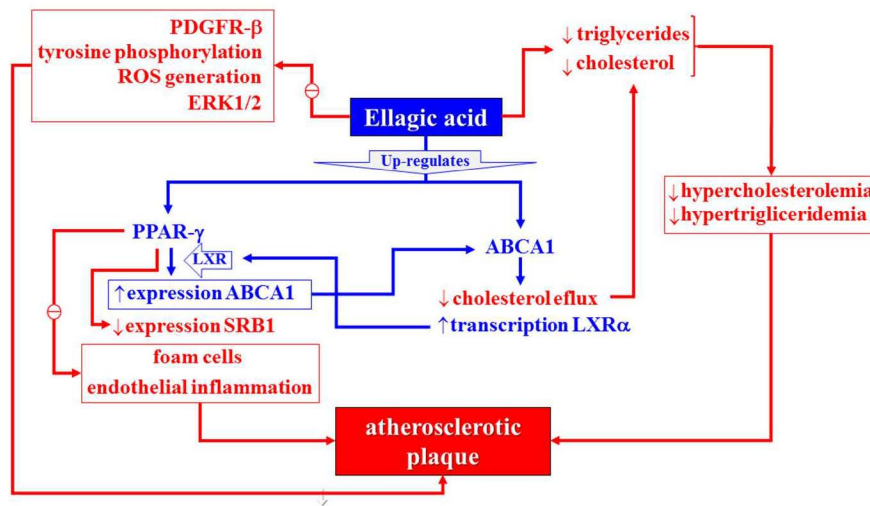 PDGFR-β
tyrosine phosphorylation
ROS generation
ERK1/2
↓triglycerides
↓cholesterol
Ellagic acid
Up-regulates
↓hypercholesterolemia
↓hypertrigliceridemia
PPAR-γ
LXR
ABCA1
↑expression ABCA1
↓cholesterol eflux
↓expression SRB1
↑transcription LXRα
foam cells
endothelial inflammation
atherosclerotic
plaque